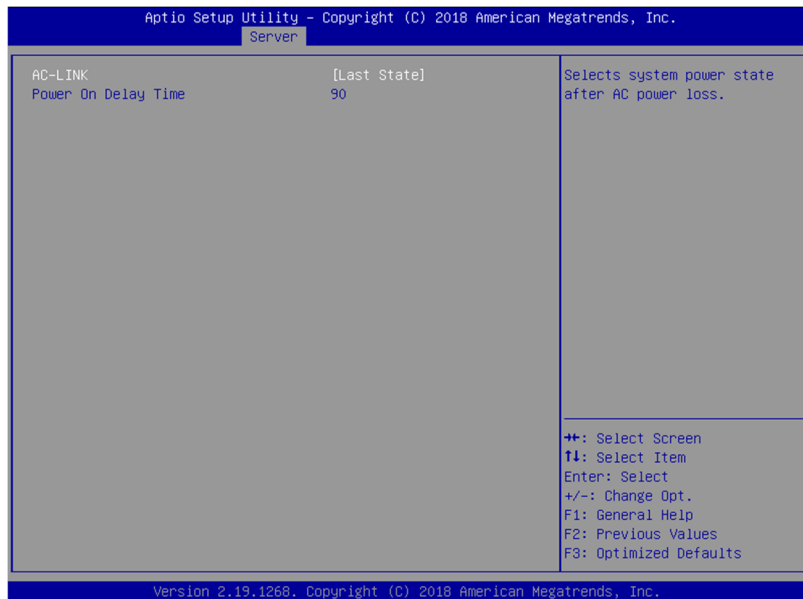 Aptio Setup Utility – Copyright (C) 2018 American Megatrends, Inc.
Server
AC-LINK [Last State]
Power On Delay Time 90
Selects system power state
after AC power loss.
→←: Select Screen
↑↓: Select Item
Enter: Select
+/-: Change Opt.
F1: General Help
F2: Previous Values
F3: Optimized Defaults
Version 2.19.1268. Copyright (C) 2018 American Megatrends, Inc.